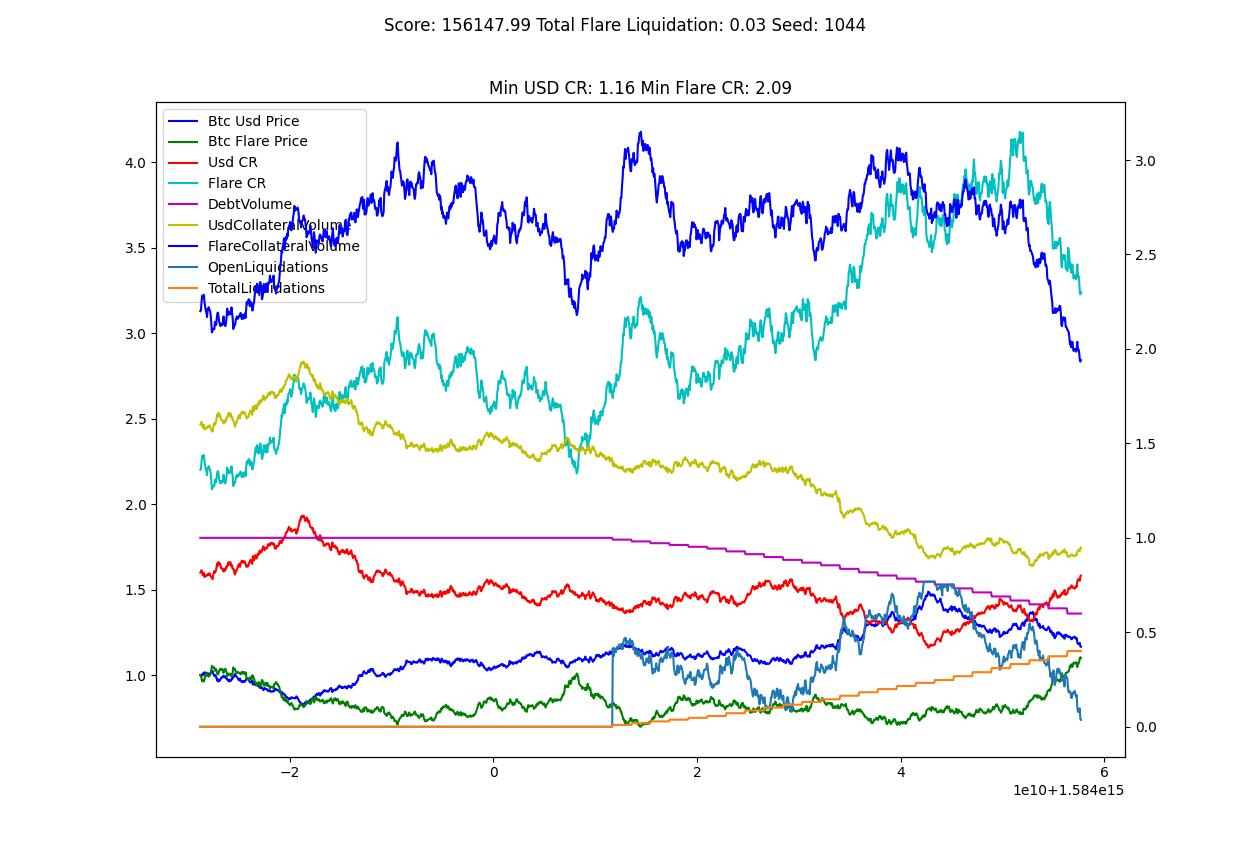 Score: 156147.99 Total Flare Liquidation: 0.03 Seed: 1044
Min USD CR: 1.16 Min Flare CR: 2.09
Btc Usd Price
Btc Flare Price
Usd CR
Flare CR
DebtVolume
UsdCollateralVolume
FlareCollateralVolume
OpenLiquidations
TotalLiquidations
4.0
3.5
3.0
2.5
2.0
1.5
1.0
3.0
2.5
2.0
1.5
1.0
0.5
0.0
−2
0
2
4
6
1e10+1.584e15